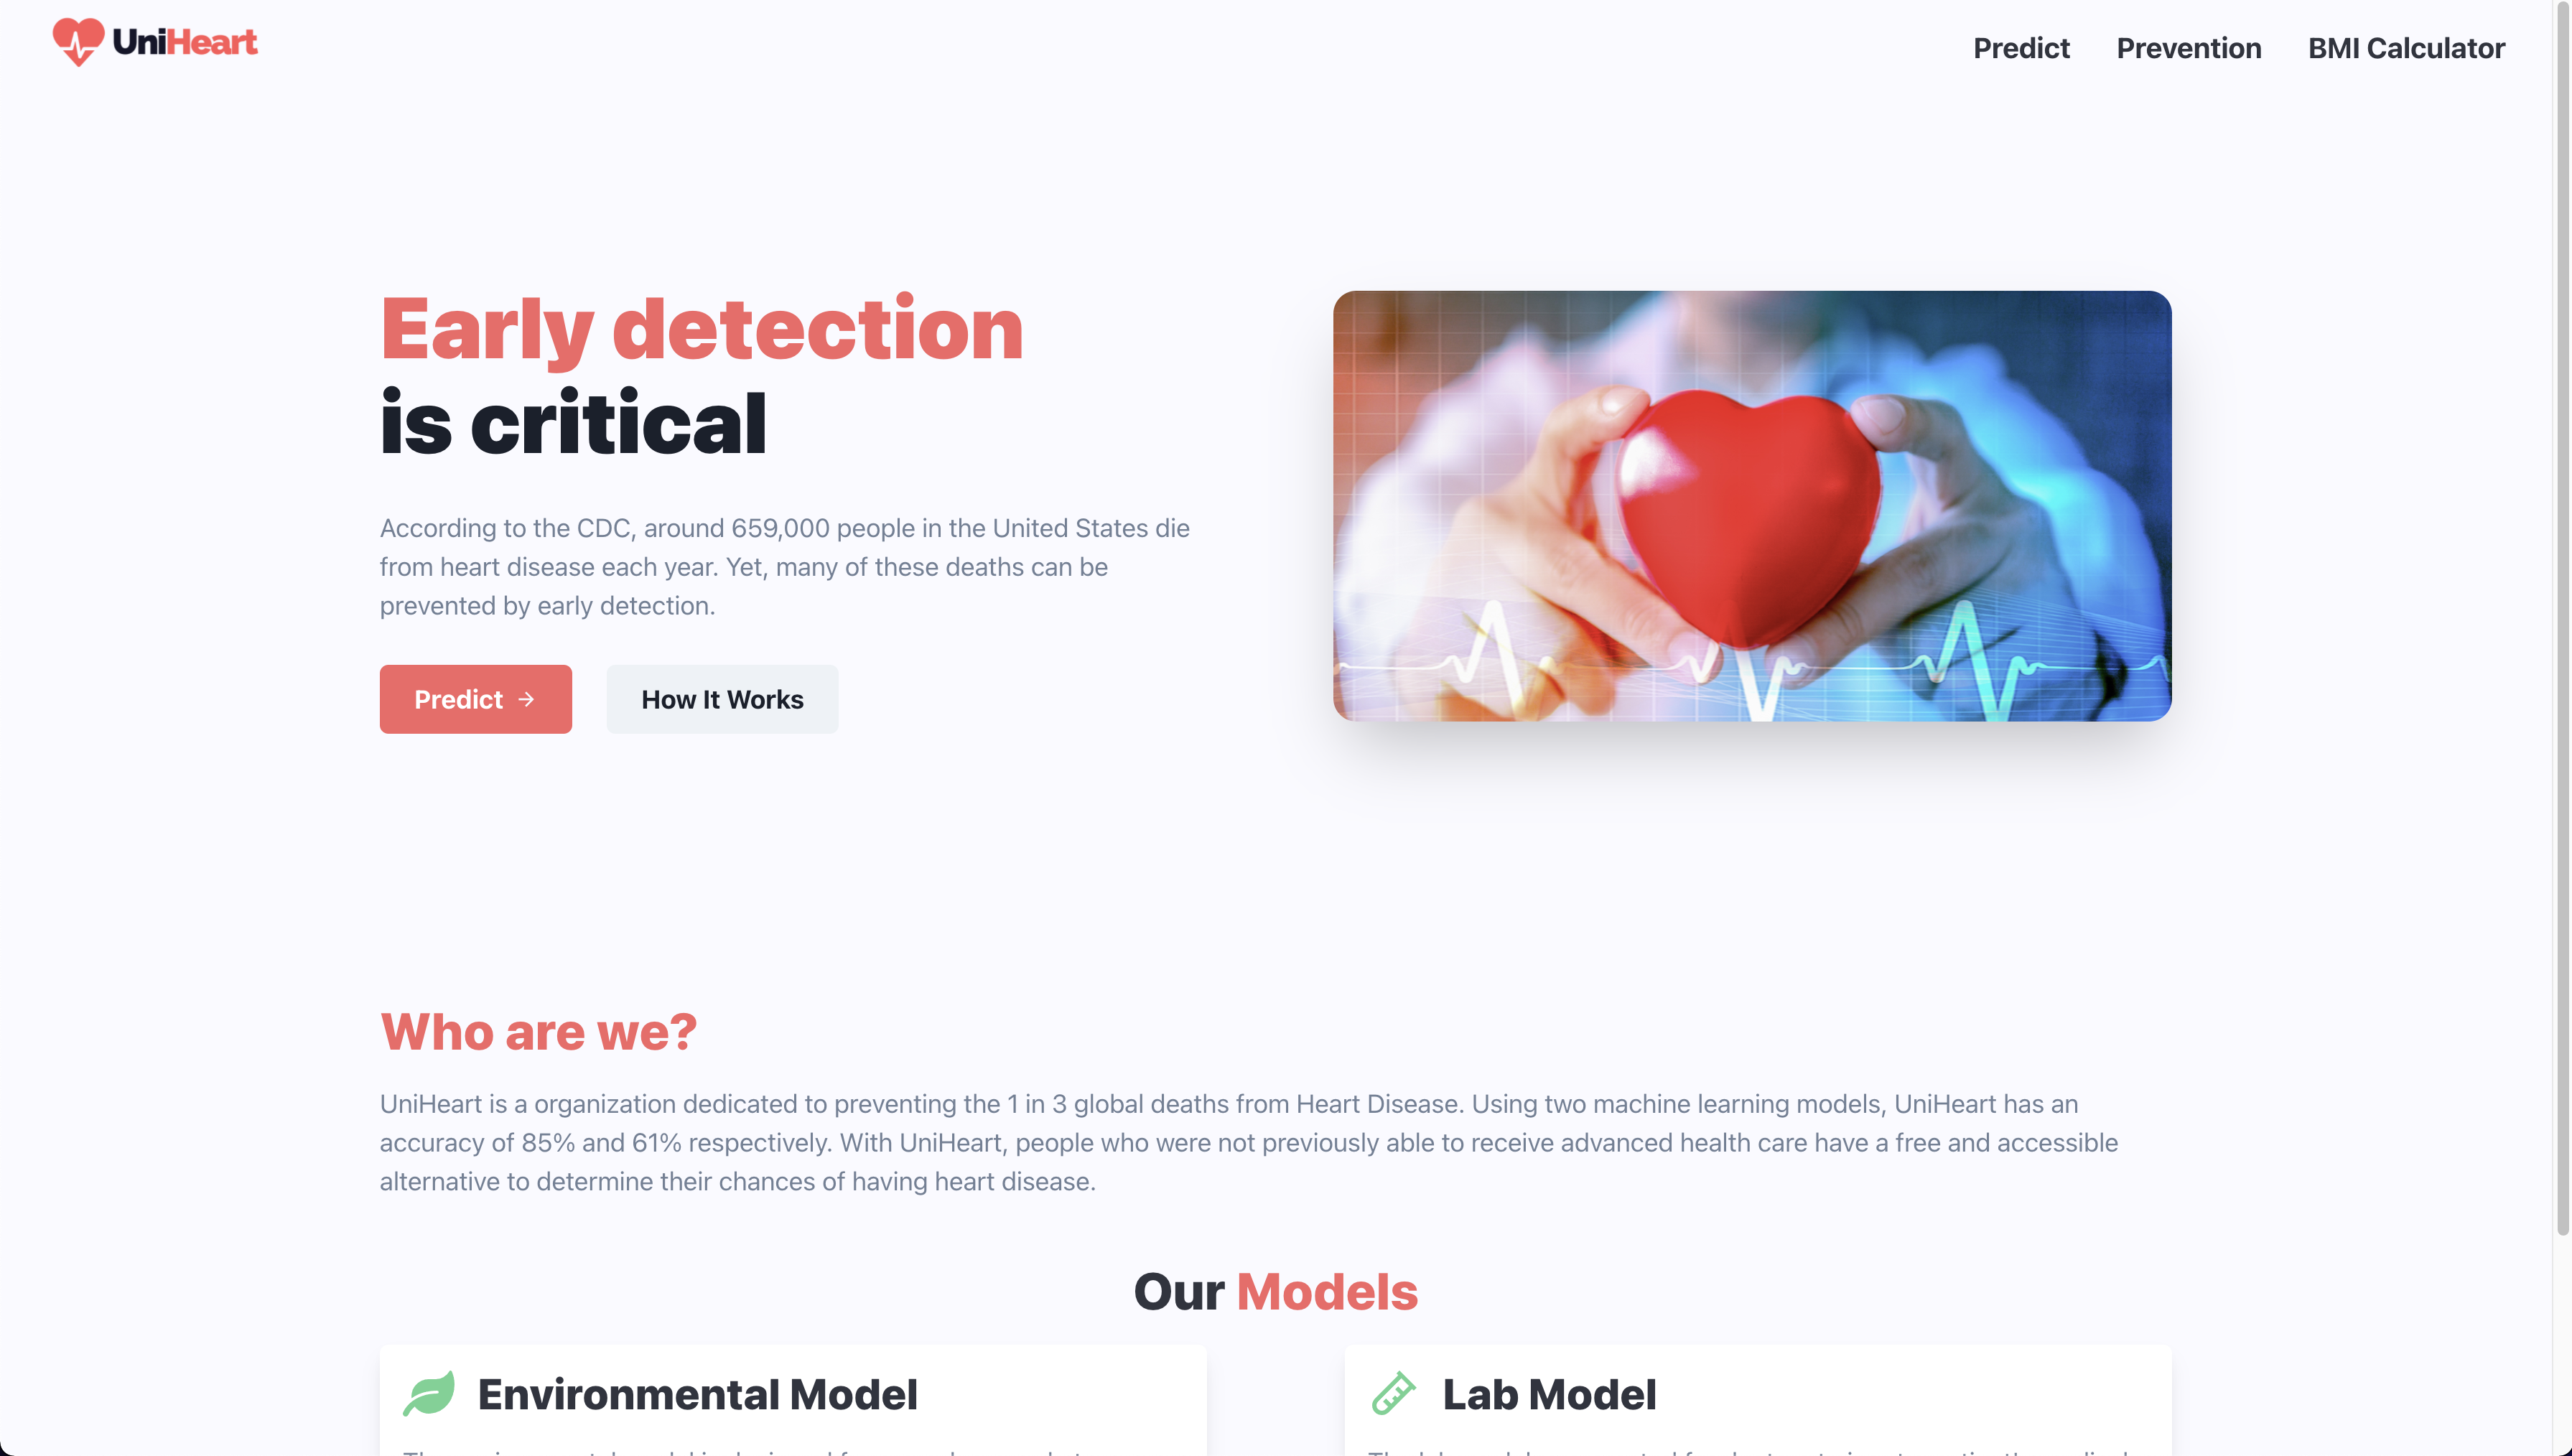 UniHeart
Predict
Prevention
BMI Calculator
Early detection
is critical
According to the CDC, around 659,000 people in the United States die
from heart disease each year. Yet, many of these deaths can be
prevented by early detection.
Predict →
How It Works
Who are we?
UniHeart is a organization dedicated to preventing the 1 in 3 global deaths from Heart Disease. Using two machine learning models, UniHeart has an
accuracy of 85% and 61% respectively. With UniHeart, people who were not previously able to receive advanced health care have a free and accessible
alternative to determine their chances of having heart disease.
Our Models
Environmental Model
Lab Model